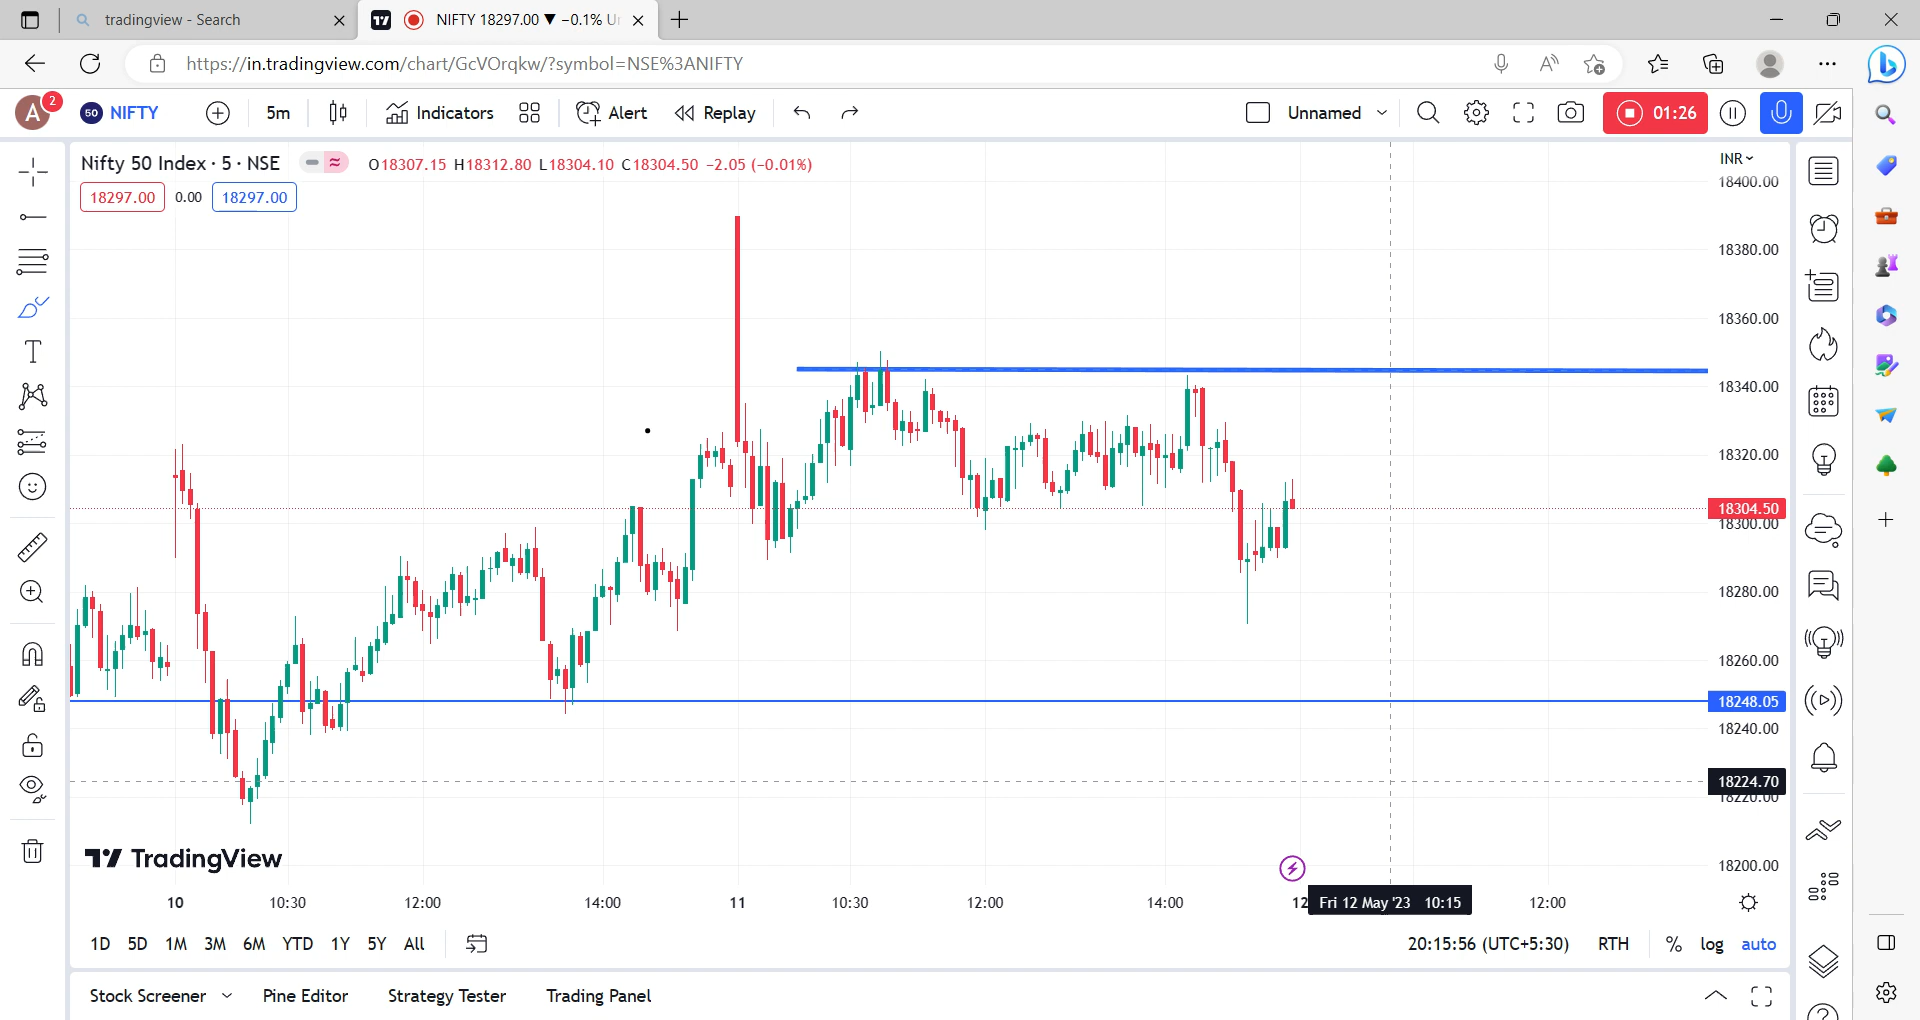 tradingview - Search
NIFTY 18297.00 ▼ −0.1% U
https://in.tradingview.com/chart/GcVOrqkw/?symbol=NSE%3ANIFTY
A 2
50 NIFTY
5m
Indicators
Alert
Replay
Unnamed
01:26
Nifty 50 Index · 5 · NSE
O18307.15 H18312.80 L18304.10 C18304.50 −2.05 (−0.01%)
18297.00 0.00 18297.00
INR
18400.00
18380.00
18360.00
18340.00
18320.00
18304.50
18300.00
18280.00
18260.00
18248.05
18240.00
18224.70
18220.00
18200.00
TradingView
10 10:30 12:00 14:00 11 10:30 12:00 14:00 12 Fri 12 May '23 10:15 12:00
1D 5D 1M 3M 6M YTD 1Y 5Y All
20:15:56 (UTC+5:30) RTH % log auto
Stock Screener Pine Editor Strategy Tester Trading Panel